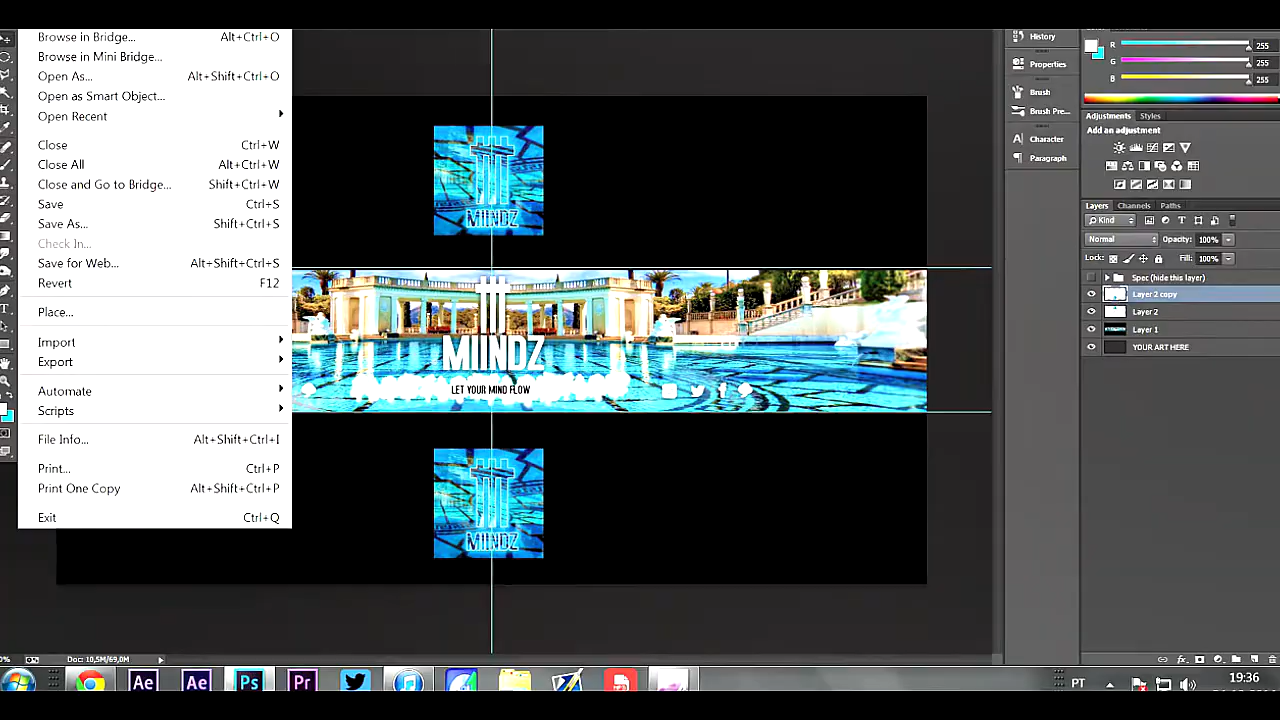 Browse in Bridge... Alt+Ctrl+O
Browse in Mini Bridge...
Open As... Alt+Shift+Ctrl+O
Open as Smart Object...
Open Recent
Close Ctrl+W
Close All Alt+Ctrl+W
Close and Go to Bridge... Shift+Ctrl+W
Save Ctrl+S
Save As... Shift+Ctrl+S
Check In...
Save for Web... Alt+Shift+Ctrl+S
Revert F12
Place...
Import
Export
Automate
Scripts
File Info... Alt+Shift+Ctrl+I
Print... Ctrl+P
Print One Copy Alt+Shift+Ctrl+P
Exit Ctrl+Q
MIINDZ
MIINDZ
LET YOUR MIND FLOW
MIINDZ
History
Properties
Brush
Brush Pre...
Character
Paragraph
R 255
G 255
B 255
Adjustments Styles
Add an adjustment
Layers Channels Paths
Kind
Normal Opacity: 100%
Lock: Fill: 100%
Spec (hide this layer)
Layer 2 copy
Layer 2
Layer 1
YOUR ART HERE
Doc: 10,5M/69,0M
Ae Ae Ps Pr
PT
19:36